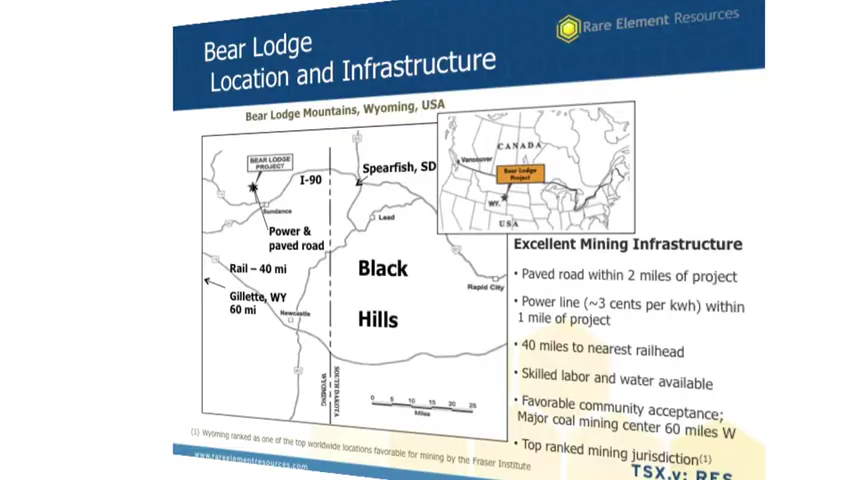 Rare Element Resources
Bear Lodge
Location and Infrastructure
Bear Lodge Mountains, Wyoming, USA
BEAR LODGE
PROJECT
I-90
Spearfish, SD
Sundance
Lead
Power &
paved road
Rail – 40 mi
Black
Hills
Rapid City
Gillette, WY
60 mi
Newcastle
WYOMING
SOUTH DAKOTA
0 5 10 15 20 25
Miles
CANADA
Vancouver
Bear Lodge
Project
WY.
USA
Excellent Mining Infrastructure
• Paved road within 2 miles of project
• Power line (~3 cents per kwh) within
1 mile of project
• 40 miles to nearest railhead
• Skilled labor and water available
• Favorable community acceptance;
Major coal mining center 60 miles W
• Top ranked mining jurisdiction(1)
(1) Wyoming ranked as one of the top worldwide locations favorable for mining by the Fraser Institute
www.rareelementresources.com
TSX.v: RES